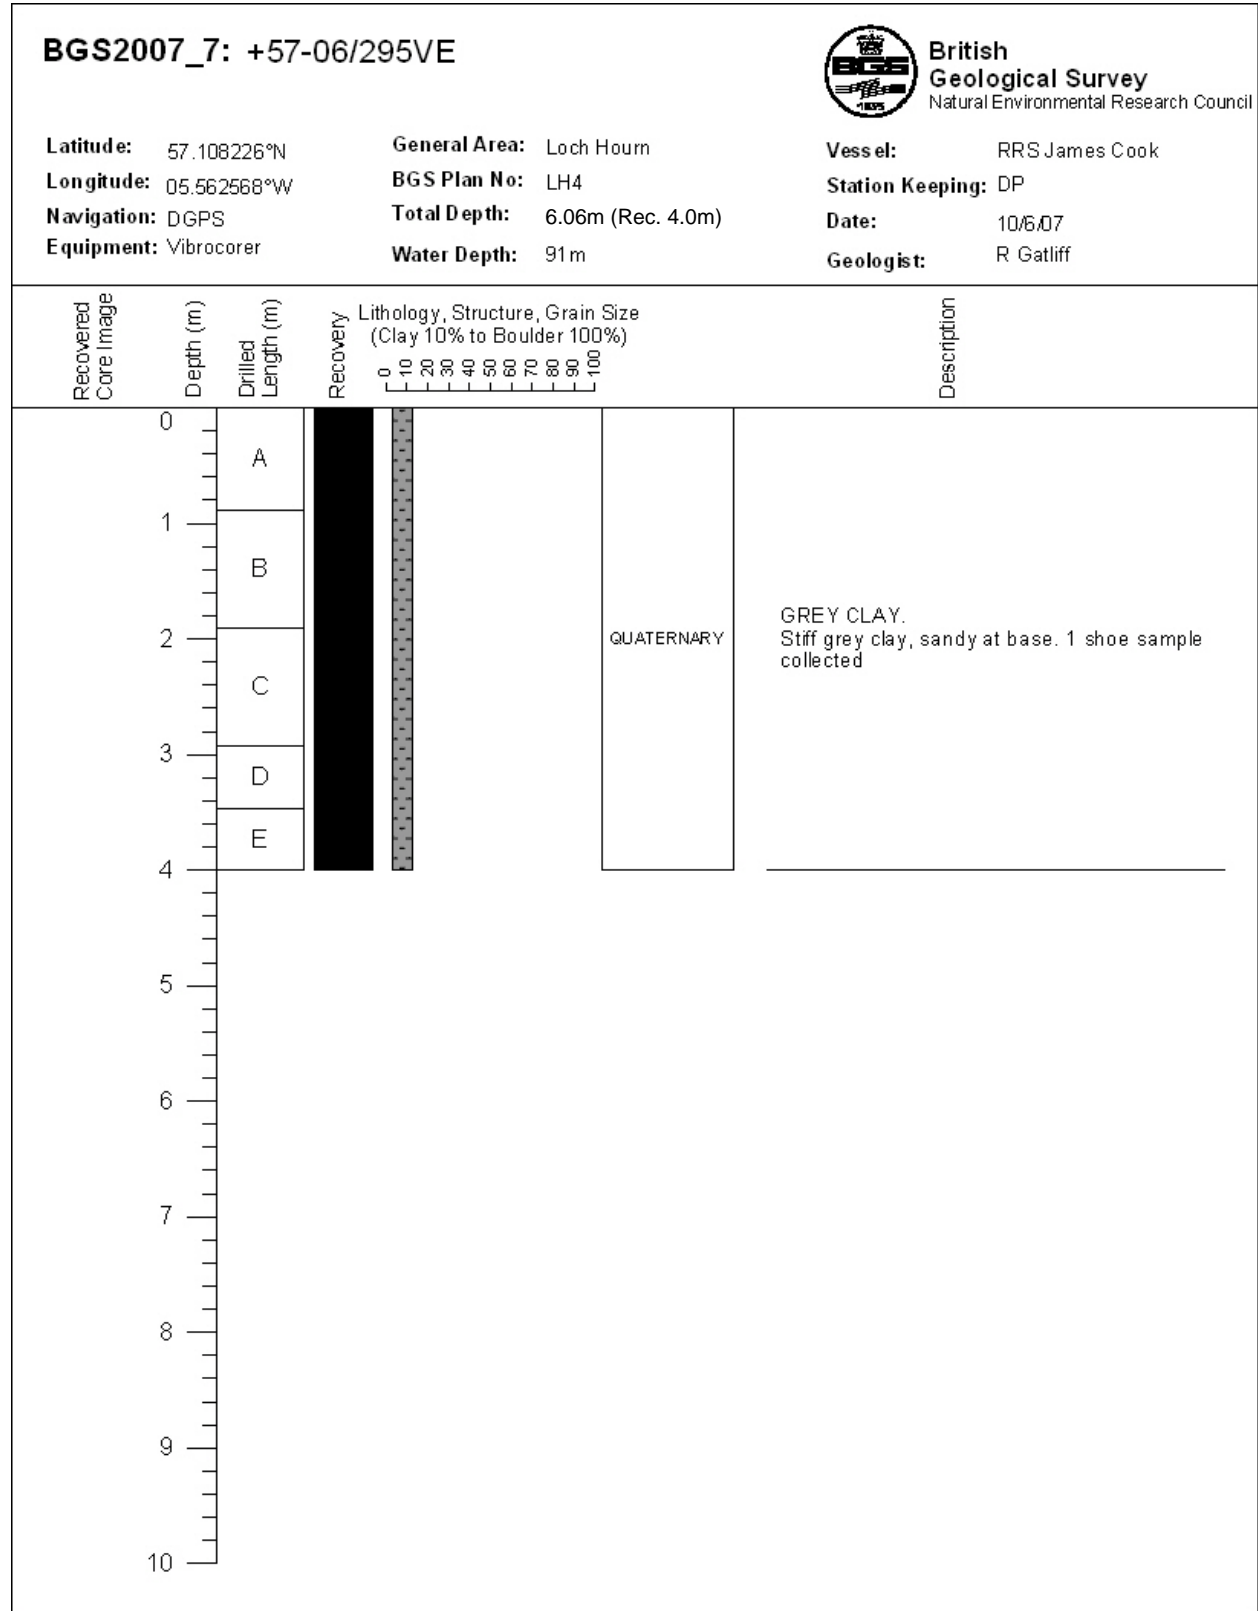 BGS2007_7: +57-06/295VE
BGS
1835
British
Geological Survey
Natural Environmental Research Council
Latitude: 57.108226°N
Longitude: 05.562568°W
Navigation: DGPS
Equipment: Vibrocorer
General Area: Loch Hourn
BGS Plan No: LH4
Total Depth: 6.06m (Rec. 4.0m)
Water Depth: 91m
Vessel: RRS James Cook
Station Keeping: DP
Date: 10/6/07
Geologist: R Gatliff
Recovered
Core Image
Depth (m)
Drilled
Length (m)
Recovery
Lithology, Structure, Grain Size
(Clay 10% to Boulder 100%)
0 10 20 30 40 50 60 70 80 90 100
Description
0
A
1
B
2
C
3
D
E
4
5
6
7
8
9
10
QUATERNARY
GREY CLAY.
Stiff grey clay, sandy at base. 1 shoe sample
collected